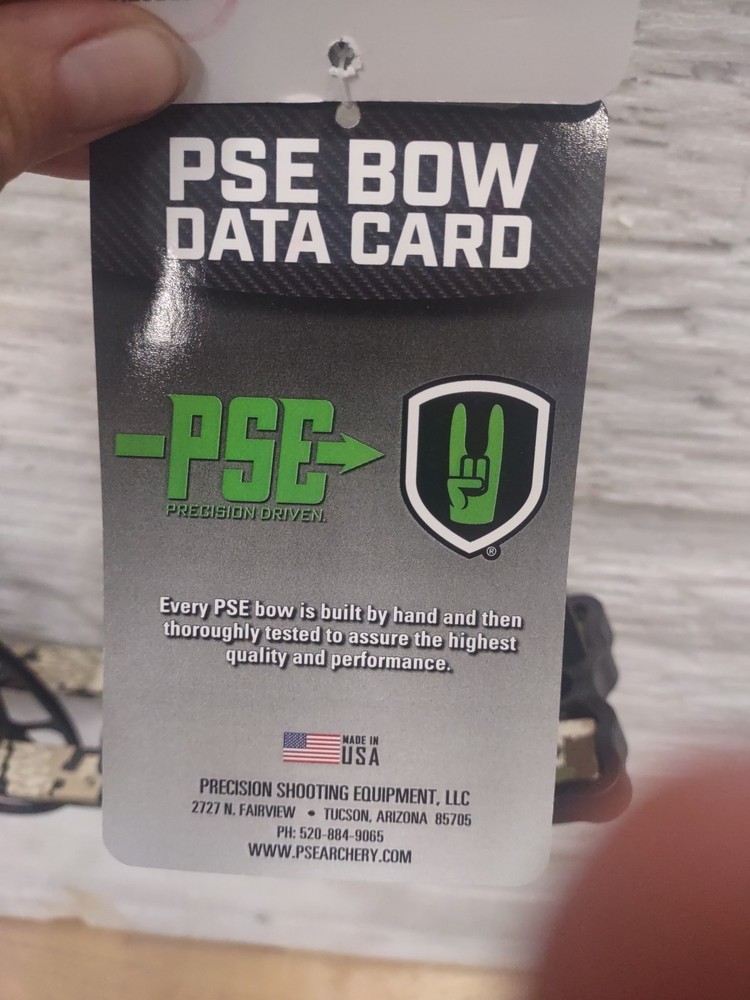 PSE BOW
DATA CARD
PSE
PRECISION DRIVEN.
®
Every PSE bow is built by hand and then
thoroughly tested to assure the highest
quality and performance.
MADE IN
USA
PRECISION SHOOTING EQUIPMENT, LLC
2727 N. FAIRVIEW • TUCSON, ARIZONA 85705
PH: 520-884-9065
WWW.PSEARCHERY.COM